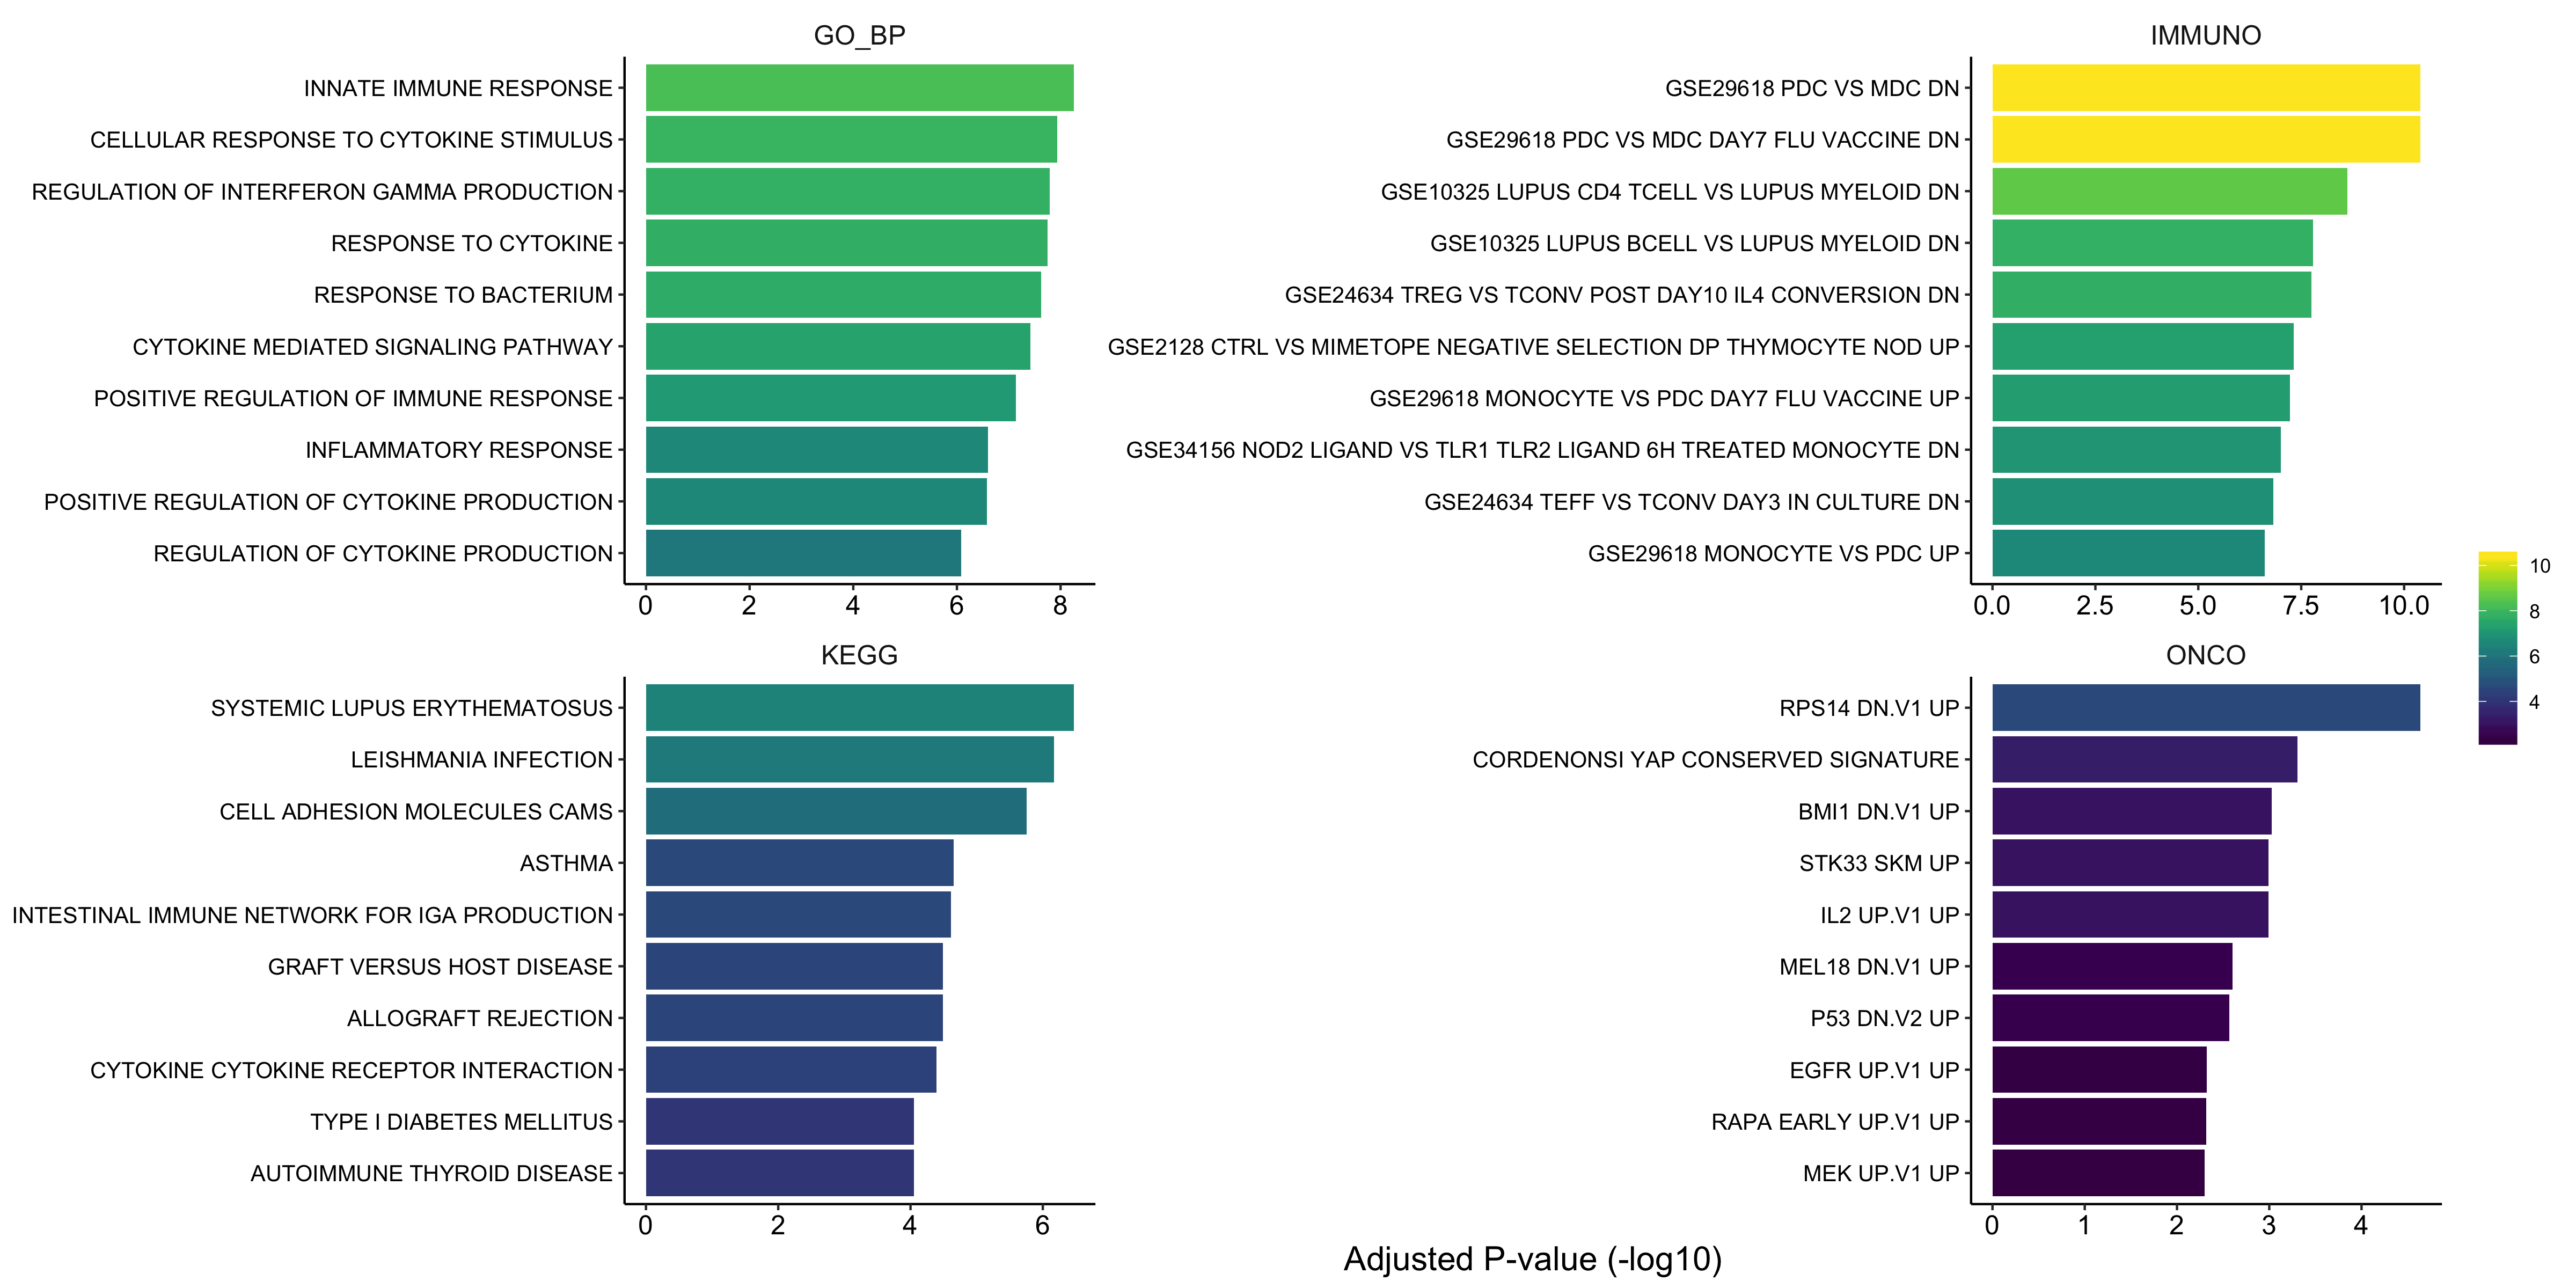 GO_BP
INNATE IMMUNE RESPONSE
CELLULAR RESPONSE TO CYTOKINE STIMULUS
REGULATION OF INTERFERON GAMMA PRODUCTION
RESPONSE TO CYTOKINE
RESPONSE TO BACTERIUM
CYTOKINE MEDIATED SIGNALING PATHWAY
POSITIVE REGULATION OF IMMUNE RESPONSE
INFLAMMATORY RESPONSE
POSITIVE REGULATION OF CYTOKINE PRODUCTION
REGULATION OF CYTOKINE PRODUCTION
0 2 4 6 8
IMMUNO
GSE29618 PDC VS MDC DN
GSE29618 PDC VS MDC DAY7 FLU VACCINE DN
GSE10325 LUPUS CD4 TCELL VS LUPUS MYELOID DN
GSE10325 LUPUS BCELL VS LUPUS MYELOID DN
GSE24634 TREG VS TCONV POST DAY10 IL4 CONVERSION DN
GSE2128 CTRL VS MIMETOPE NEGATIVE SELECTION DP THYMOCYTE NOD UP
GSE29618 MONOCYTE VS PDC DAY7 FLU VACCINE UP
GSE34156 NOD2 LIGAND VS TLR1 TLR2 LIGAND 6H TREATED MONOCYTE DN
GSE24634 TEFF VS TCONV DAY3 IN CULTURE DN
GSE29618 MONOCYTE VS PDC UP
0.0 2.5 5.0 7.5 10.0
KEGG
SYSTEMIC LUPUS ERYTHEMATOSUS
LEISHMANIA INFECTION
CELL ADHESION MOLECULES CAMS
ASTHMA
INTESTINAL IMMUNE NETWORK FOR IGA PRODUCTION
GRAFT VERSUS HOST DISEASE
ALLOGRAFT REJECTION
CYTOKINE CYTOKINE RECEPTOR INTERACTION
TYPE I DIABETES MELLITUS
AUTOIMMUNE THYROID DISEASE
0 2 4 6
ONCO
RPS14 DN.V1 UP
CORDENONSI YAP CONSERVED SIGNATURE
BMI1 DN.V1 UP
STK33 SKM UP
IL2 UP.V1 UP
MEL18 DN.V1 UP
P53 DN.V2 UP
EGFR UP.V1 UP
RAPA EARLY UP.V1 UP
MEK UP.V1 UP
0 1 2 3 4
10
8
6
4
Adjusted P-value (-log10)